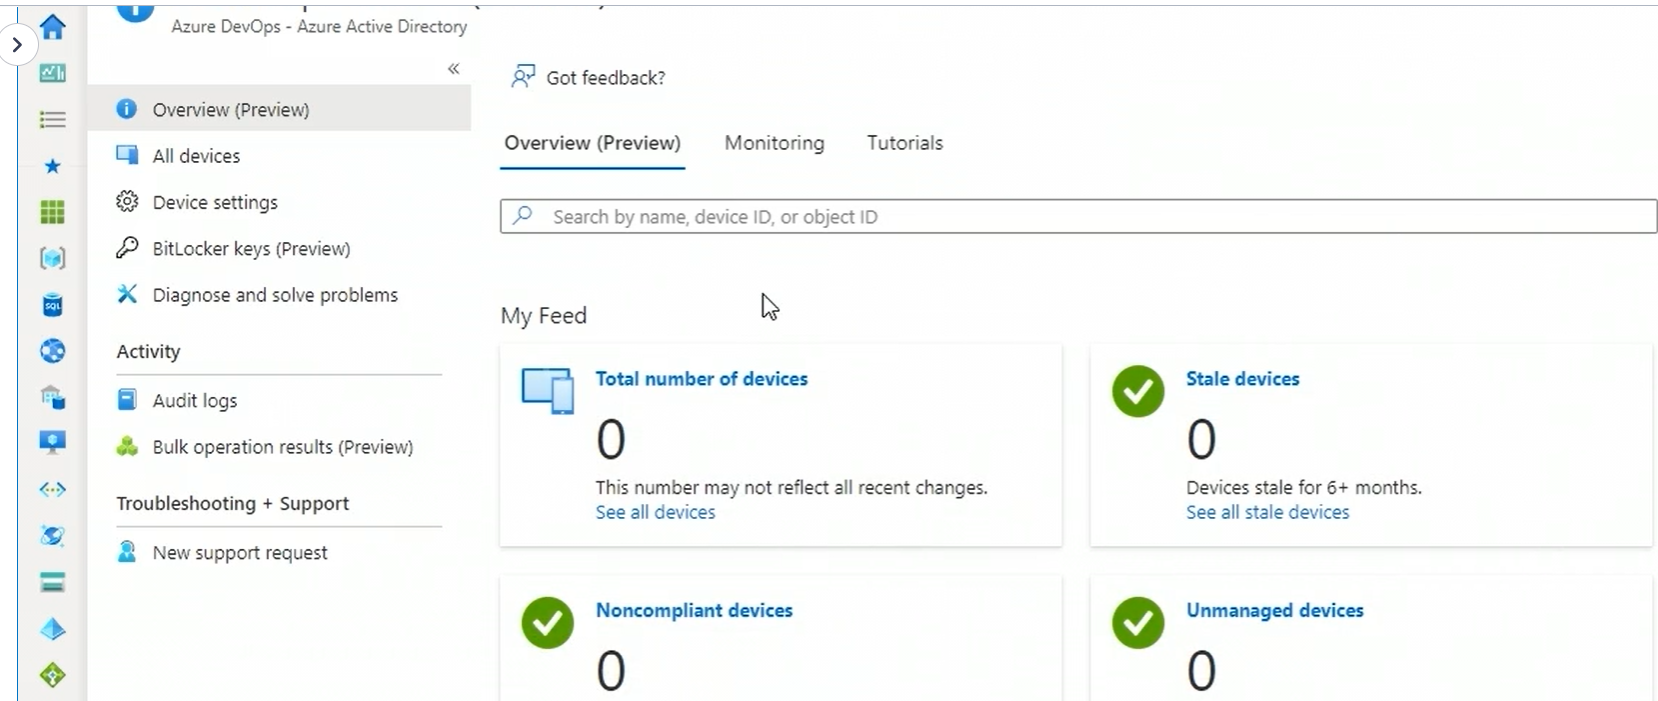 Azure DevOps - Azure Active Directory
«
Overview (Preview)
All devices
Device settings
BitLocker keys (Preview)
Diagnose and solve problems
Activity
Audit logs
Bulk operation results (Preview)
Troubleshooting + Support
New support request
Got feedback?
Overview (Preview) Monitoring Tutorials
Search by name, device ID, or object ID
My Feed
Total number of devices
0
This number may not reflect all recent changes.
See all devices
Stale devices
0
Devices stale for 6+ months.
See all stale devices
Noncompliant devices
0
Unmanaged devices
0
SQL